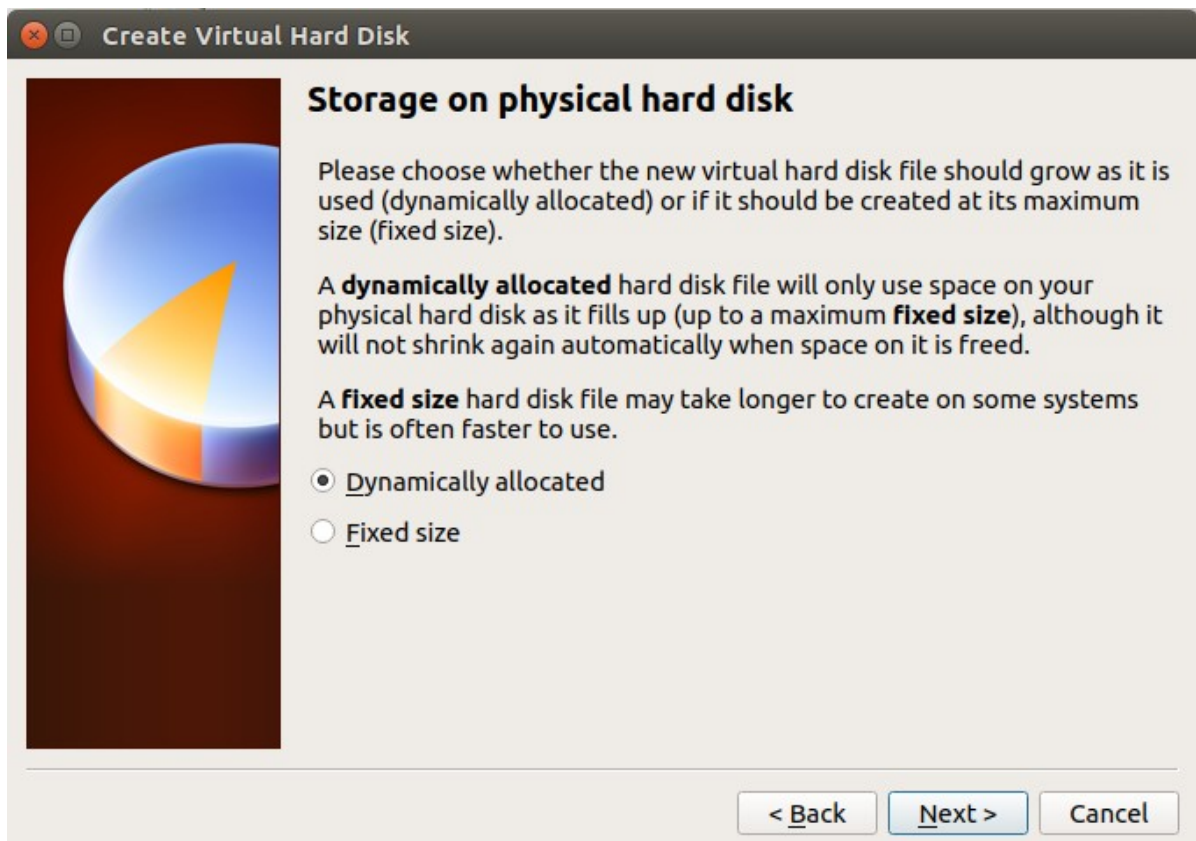 Create Virtual Hard Disk
Storage on physical hard disk
Please choose whether the new virtual hard disk file should grow as it is
used (dynamically allocated) or if it should be created at its maximum
size (fixed size).
A dynamically allocated hard disk file will only use space on your
physical hard disk as it fills up (up to a maximum fixed size), although it
will not shrink again automatically when space on it is freed.
A fixed size hard disk file may take longer to create on some systems
but is often faster to use.
Dynamically allocated
Fixed size
< Back Next > Cancel